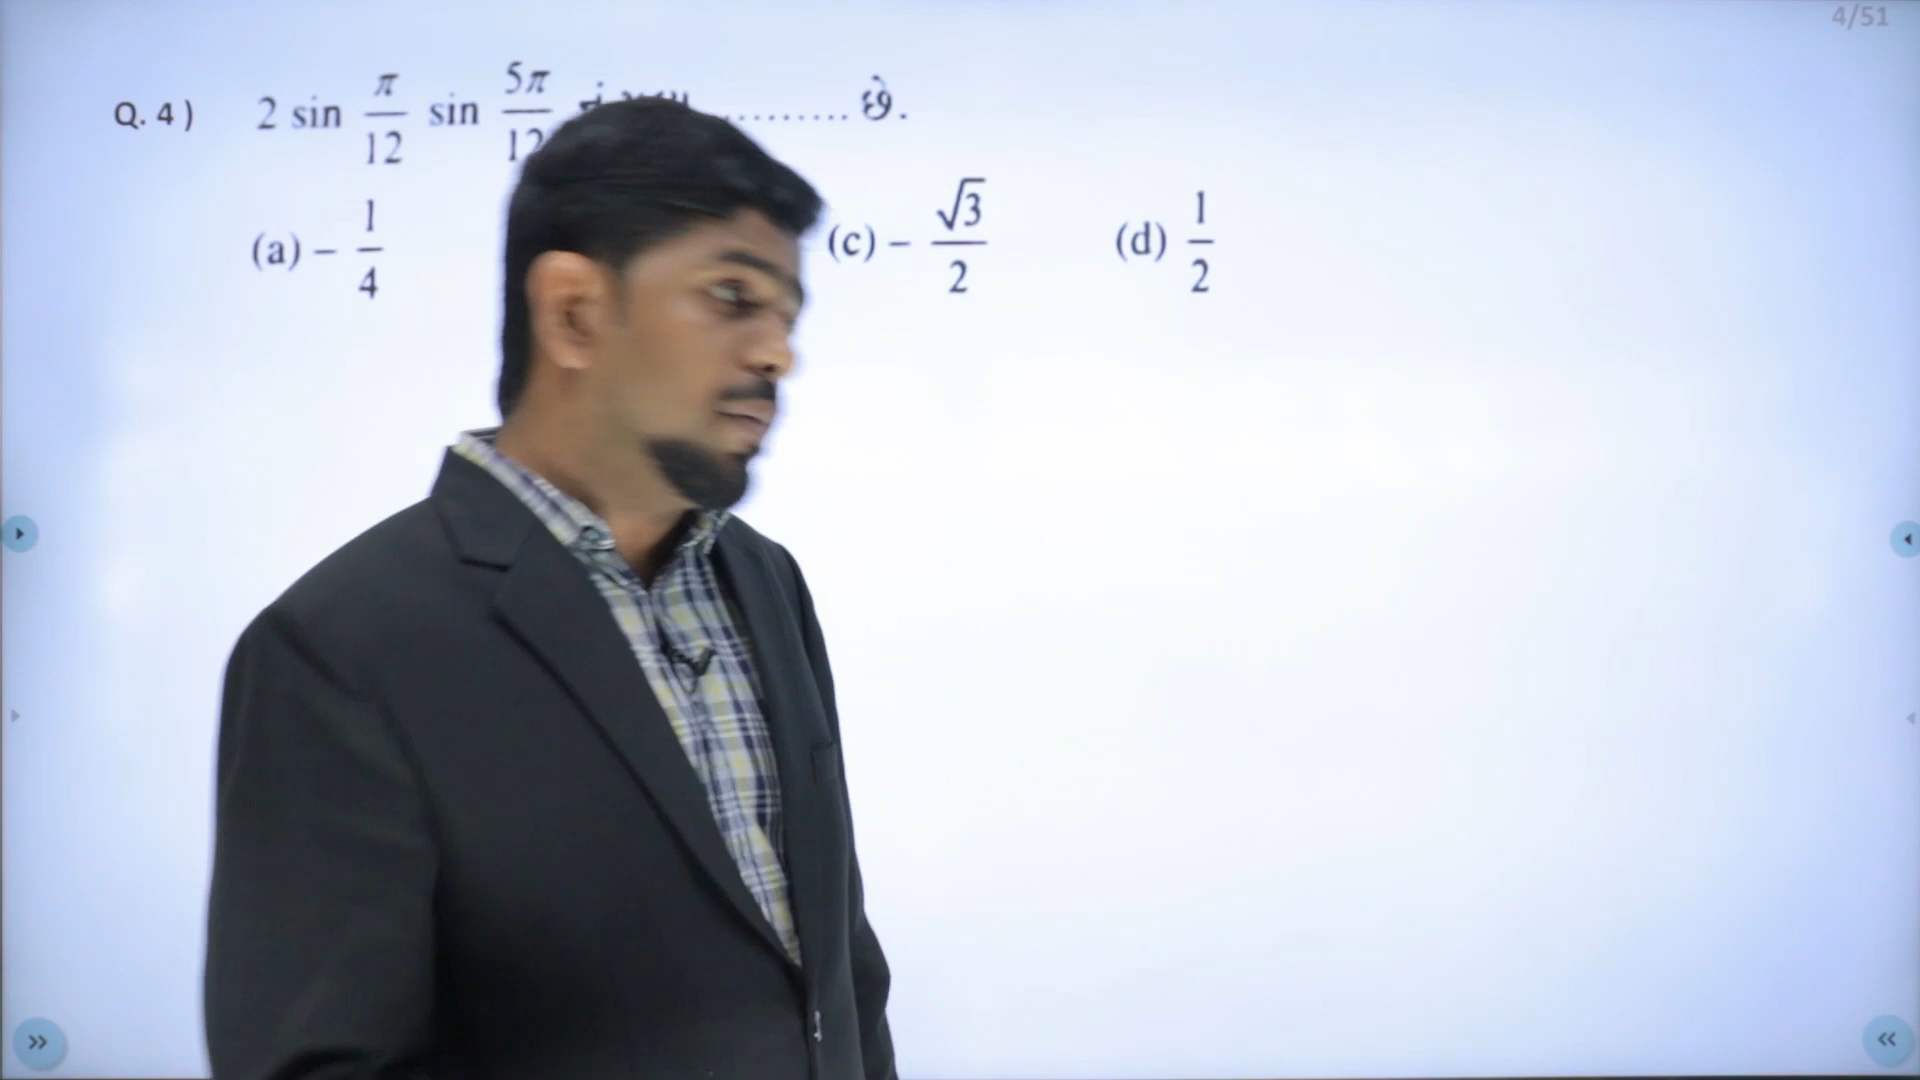 4/51
Q. 4 ) 2 sin π/12 sin 5π/12 ......... છે.
(a) – 1/4 (c) – √3/2 (d) 1/2